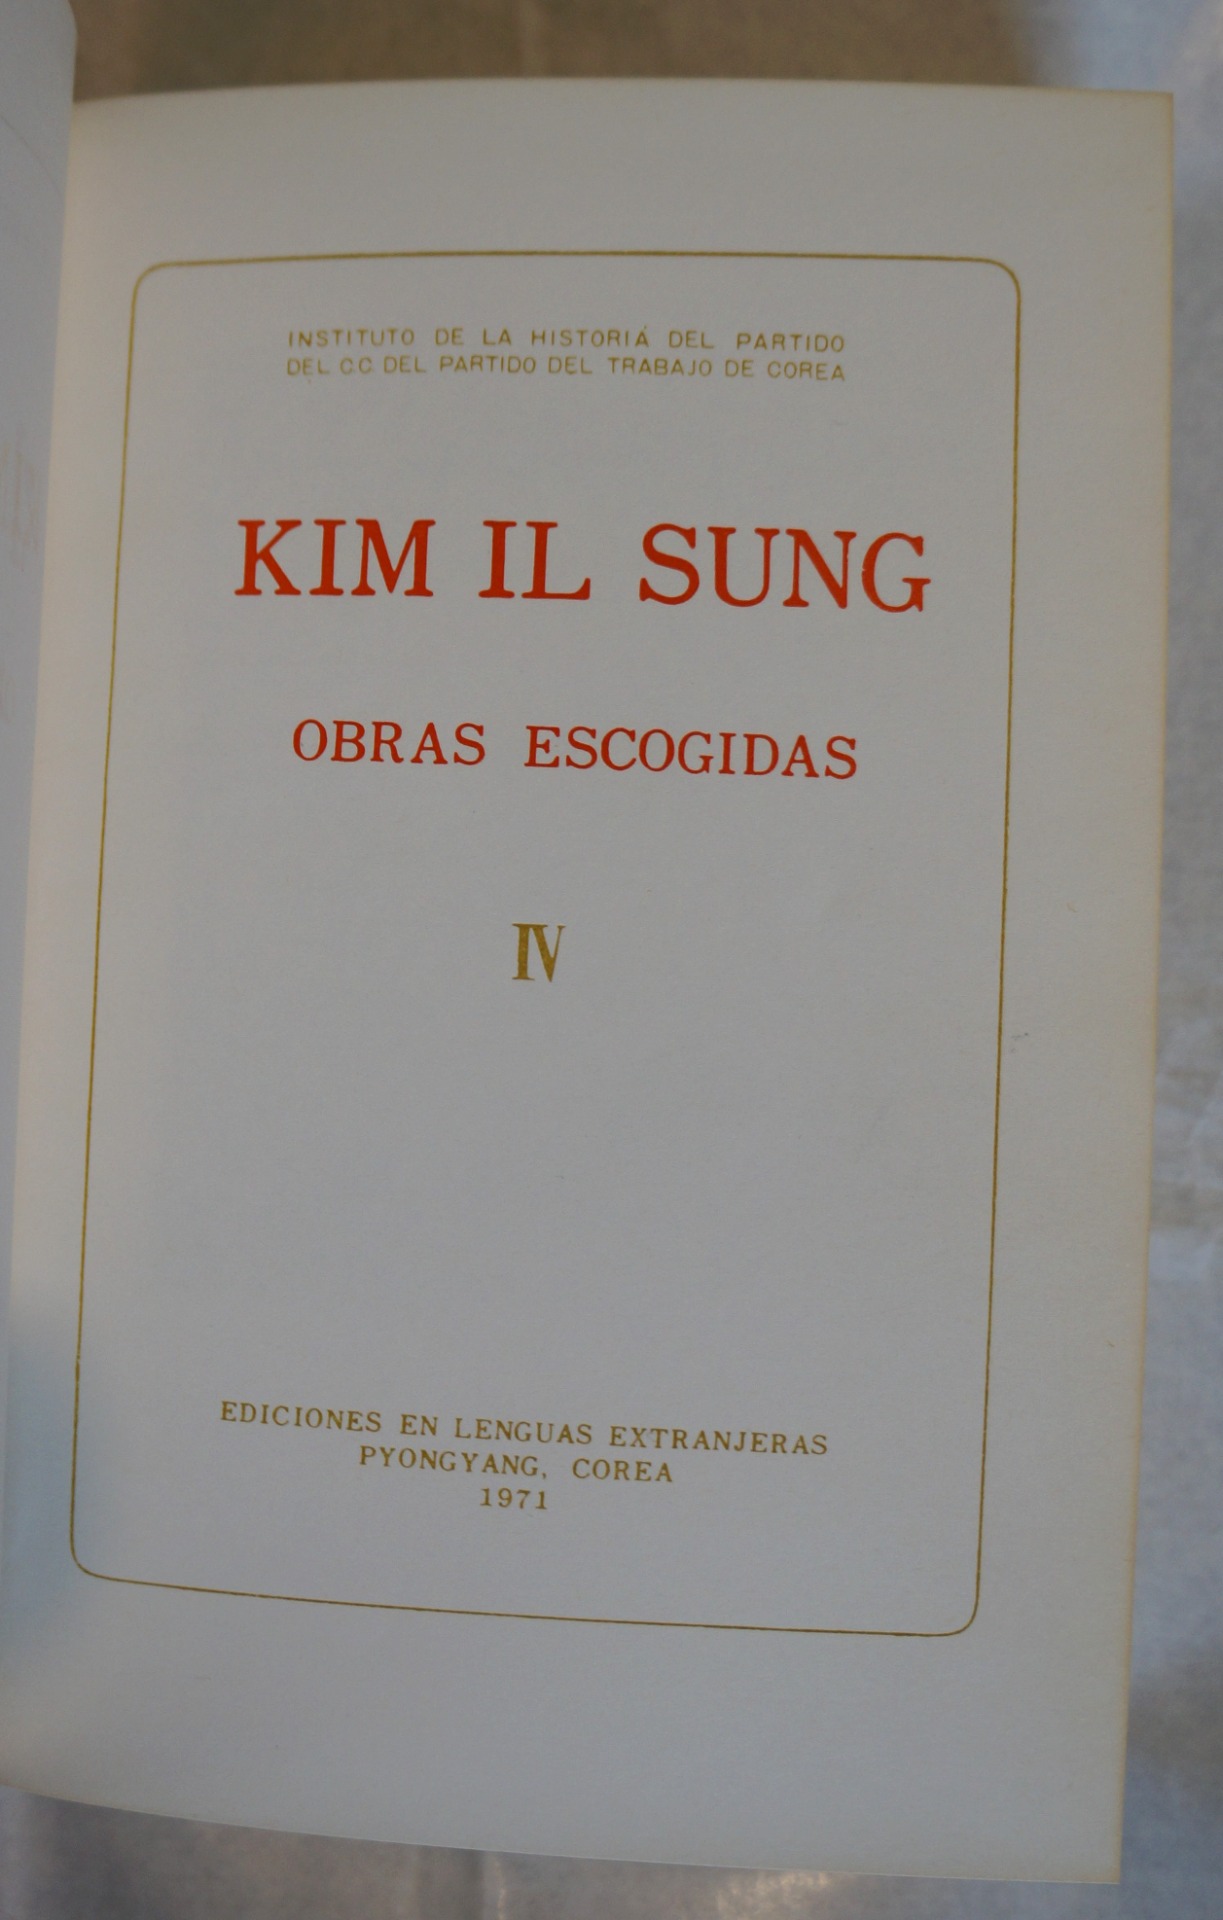 INSTITUTO DE LA HISTORIÁ DEL PARTIDO
DEL C.C. DEL PARTIDO DEL TRABAJO DE COREA
KIM IL SUNG
OBRAS ESCOGIDAS
IV
EDICIONES EN LENGUAS EXTRANJERAS
PYONGYANG, COREA
1971